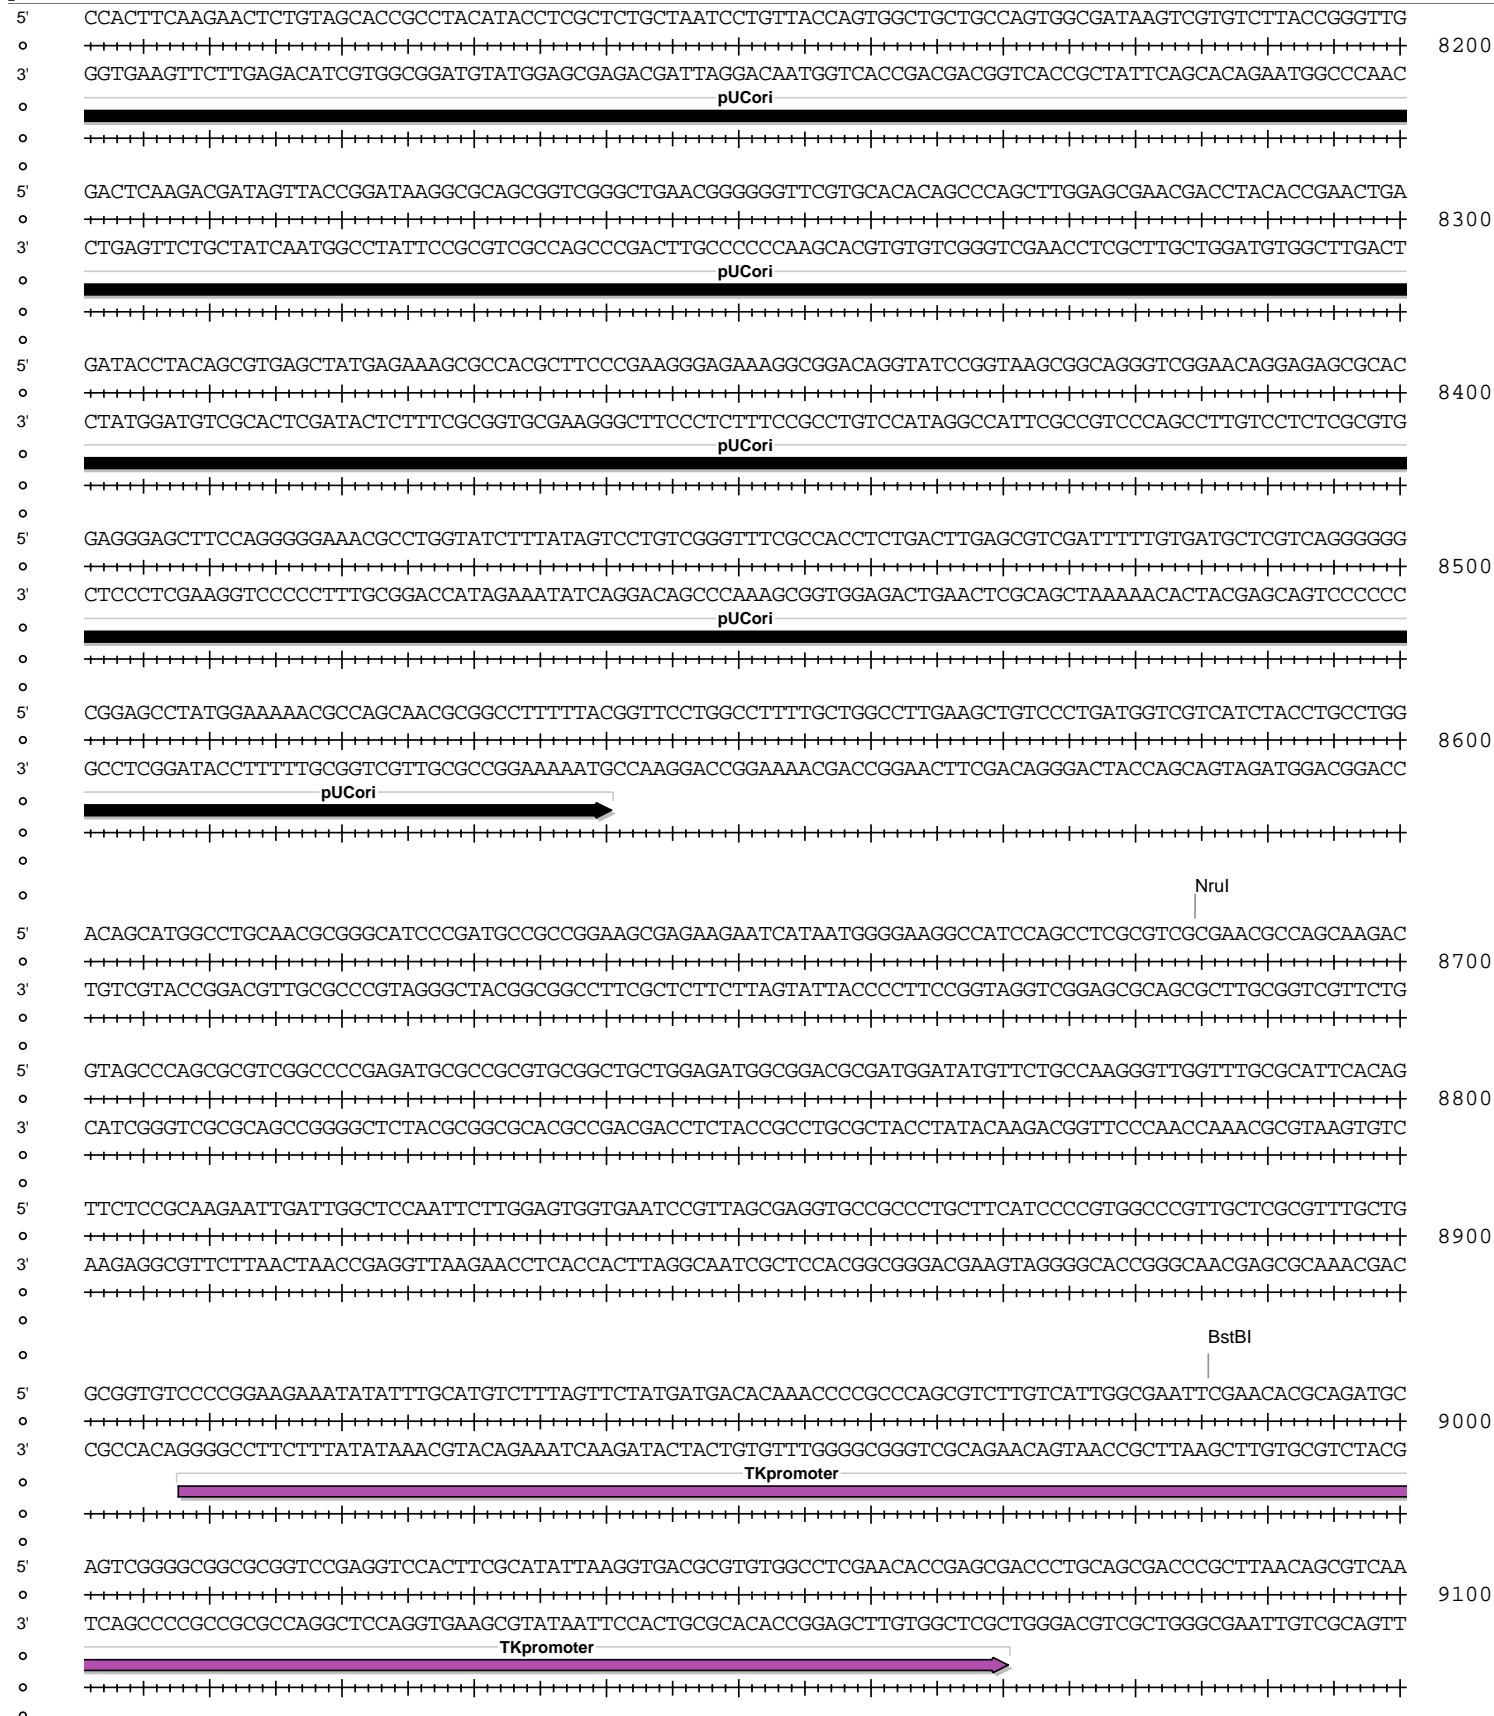 5' CCACTTCAAGAACTCTGTAGCACCGCCTACATACCTCGCTCTGCTAATCCTGTTACCAGTGGCTGCTGCCAGTGGCGATAAGTCGTGTCTTACCGGGTTG
8200
3' GGTGAAGTTCTTGAGACATCGTGGCGGATGTATGGAGCGAGACGATTAGGACAATGGTCACCGACGACGGTCACCGCTATTCAGCACAGAATGGCCCAAC
pUCori
5' GACTCAAGACGATAGTTACCGGATAAGGCGCAGCGGTCGGGCTGAACGGGGGGTTCGTGCACACAGCCCAGCTTGGAGCGAACGACCTACACCGAACTGA
8300
3' CTGAGTTCTGCTATCAATGGCCTATTCCGCGTCGCCAGCCCGACTTGCCCCCCAAGCACGTGTGTCGGGTCGAACCTCGCTTGCTGGATGTGGCTTGACT
pUCori
5' GATACCTACAGCGTGAGCTATGAGAAAGCGCCACGCTTCCCGAAGGGAGAAAGGCGGACAGGTATCCGGTAAGCGGCAGGGTCGGAACAGGAGAGCGCAC
8400
3' CTATGGATGTCGCACTCGATACTCTTTCGCGGTGCGAAGGGCTTCCCTCTTTCCGCCTGTCCATAGGCCATTCGCCGTCCCAGCCTTGTCCTCTCGCGTG
pUCori
5' GAGGGAGCTTCCAGGGGGAAACGCCTGGTATCTTTATAGTCCTGTCGGGTTTCGCCACCTCTGACTTGAGCGTCGATTTTTGTGATGCTCGTCAGGGGGG
8500
3' CTCCCTCGAAGGTCCCCCTTTGCGGACCATAGAAATATCAGGACAGCCCAAAGCGGTGGAGACTGAACTCGCAGCTAAAAACACTACGAGCAGTCCCCCC
pUCori
5' CGGAGCCTATGGAAAAACGCCAGCAACGCGGCCTTTTTACGGTTCCTGGCCTTTTGCTGGCCTTGAAGCTGTCCCTGATGGTCGTCATCTACCTGCCTGG
8600
3' GCCTCGGATACCTTTTTGCGGTCGTTGCGCCGGAAAAATGCCAAGGACCGGAAAACGACCGGAACTTCGACAGGGACTACCAGCAGTAGATGGACGGACC
pUCori
NruI
5' ACAGCATGGCCTGCAACGCGGGCATCCCGATGCCGCCGGAAGCGAGAAGAATCATAATGGGGAAGGCCATCCAGCCTCGCGTCGCGAACGCCAGCAAGAC
8700
3' TGTCGTACCGGACGTTGCGCCCGTAGGGCTACGGCGGCCTTCGCTCTTCTTAGTATTACCCCTTCCGGTAGGTCGGAGCGCAGCGCTTGCGGTCGTTCTG
5' GTAGCCCAGCGCGTCGGCCCCGAGATGCGCCGCGTGCGGCTGCTGGAGATGGCGGACGCGATGGATATGTTCTGCCAAGGGTTGGTTTGCGCATTCACAG
8800
3' CATCGGGTCGCGCAGCCGGGGCTCTACGCGGCGCACGCCGACGACCTCTACCGCCTGCGCTACCTATACAAGACGGTTCCCAACCAAACGCGTAAGTGTC
5' TTCTCCGCAAGAATTGATTGGCTCCAATTCTTGGAGTGGTGAATCCGTTAGCGAGGTGCCGCCCTGCTTCATCCCCGTGGCCCGTTGCTCGCGTTTGCTG
8900
3' AAGAGGCGTTCTTAACTAACCGAGGTTAAGAACCTCACCACTTAGGCAATCGCTCCACGGCGGGACGAAGTAGGGGCACCGGGCAACGAGCGCAAACGAC
BstBI
5' GCGGTGTCCCCGGAAGAAATATATTTGCATGTCTTTAGTTCTATGATGACACAAACCCCGCCCAGCGTCTTGTCATTGGCGAATTCGAACACGCAGATGC
9000
3' CGCCACAGGGGCCTTCTTTATATAAACGTACAGAAATCAAGATACTACTGTGTTTGGGGCGGGTCGCAGAACAGTAACCGCTTAAGCTTGTGCGTCTACG
TKpromoter
5' AGTCGGGGCGGCGCGGTCCGAGGTCCACTTCGCATATTAAGGTGACGCGTGTGGCCTCGAACACCGAGCGACCCTGCAGCGACCCGCTTAACAGCGTCAA
9100
3' TCAGCCCCGCCGCGCCAGGCTCCAGGTGAAGCGTATAATTCCACTGCGCACACCGGAGCTTGTGGCTCGCTGGGACGTCGCTGGGCGAATTGTCGCAGTT
TKpromoter